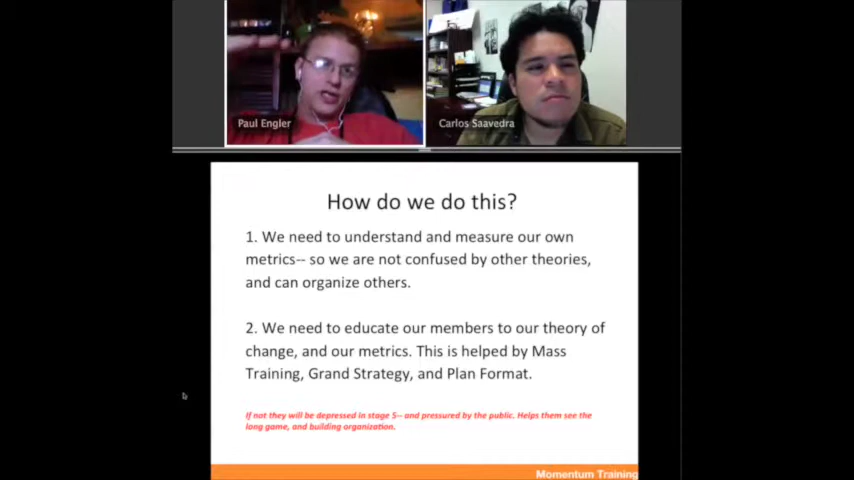 Paul Engler
Carlos Saavedra
How do we do this?
1. We need to understand and measure our own
metrics-- so we are not confused by other theories,
and can organize others.
2. We need to educate our members to our theory of
change, and our metrics. This is helped by Mass
Training, Grand Strategy, and Plan Format.
If not they will be depressed in stage 5-- and pressured by the public. Helps them see the
long game, and building organization.
Momentum Training